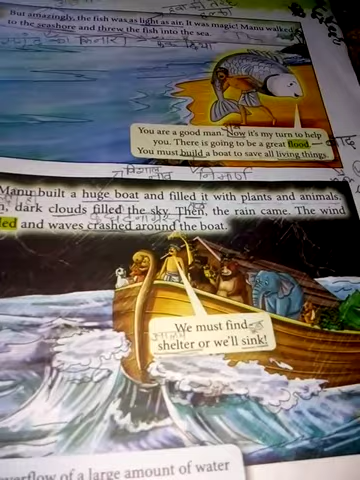 But amazingly, the fish was as light as air. It was magic! Manu walked
to the seashore and threw the fish into the sea.
You are a good man. Now it's my turn to help
you. There is going to be a great flood.
You must build a boat to save all living things.
Manu built a huge boat and filled it with plants and animals.
dark clouds filled the sky. Then, the rain came. The wind
and waves crashed around the boat.
We must find
shelter or we'll sink!
overflow of a large amount of water